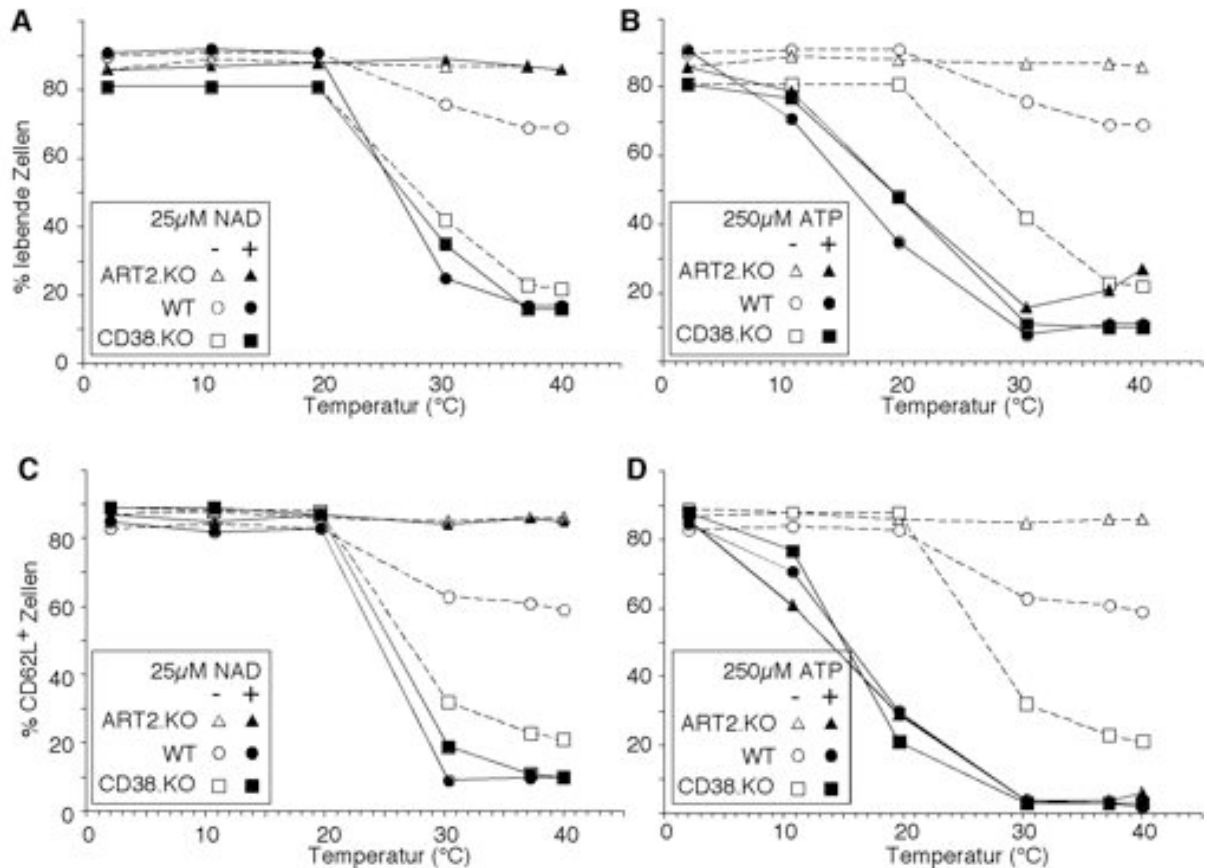 A
% lebende Zellen
80
60
40
20
0
25µM NAD
- +
ART2.KO △ ▲
WT ○ ●
CD38.KO □ ■
0 10 20 30 40
Temperatur (°C)
B
80
60
40
20
0
250µM ATP
- +
ART2.KO △ ▲
WT ○ ●
CD38.KO □ ■
0 10 20 30 40
Temperatur (°C)
C
% CD62L+ Zellen
80
60
40
20
0
25µM NAD
- +
ART2.KO △ ▲
WT ○ ●
CD38.KO □ ■
0 10 20 30 40
Temperatur (°C)
D
80
60
40
20
0
250µM ATP
- +
ART2.KO △ ▲
WT ○ ●
CD38.KO □ ■
0 10 20 30 40
Temperatur (°C)